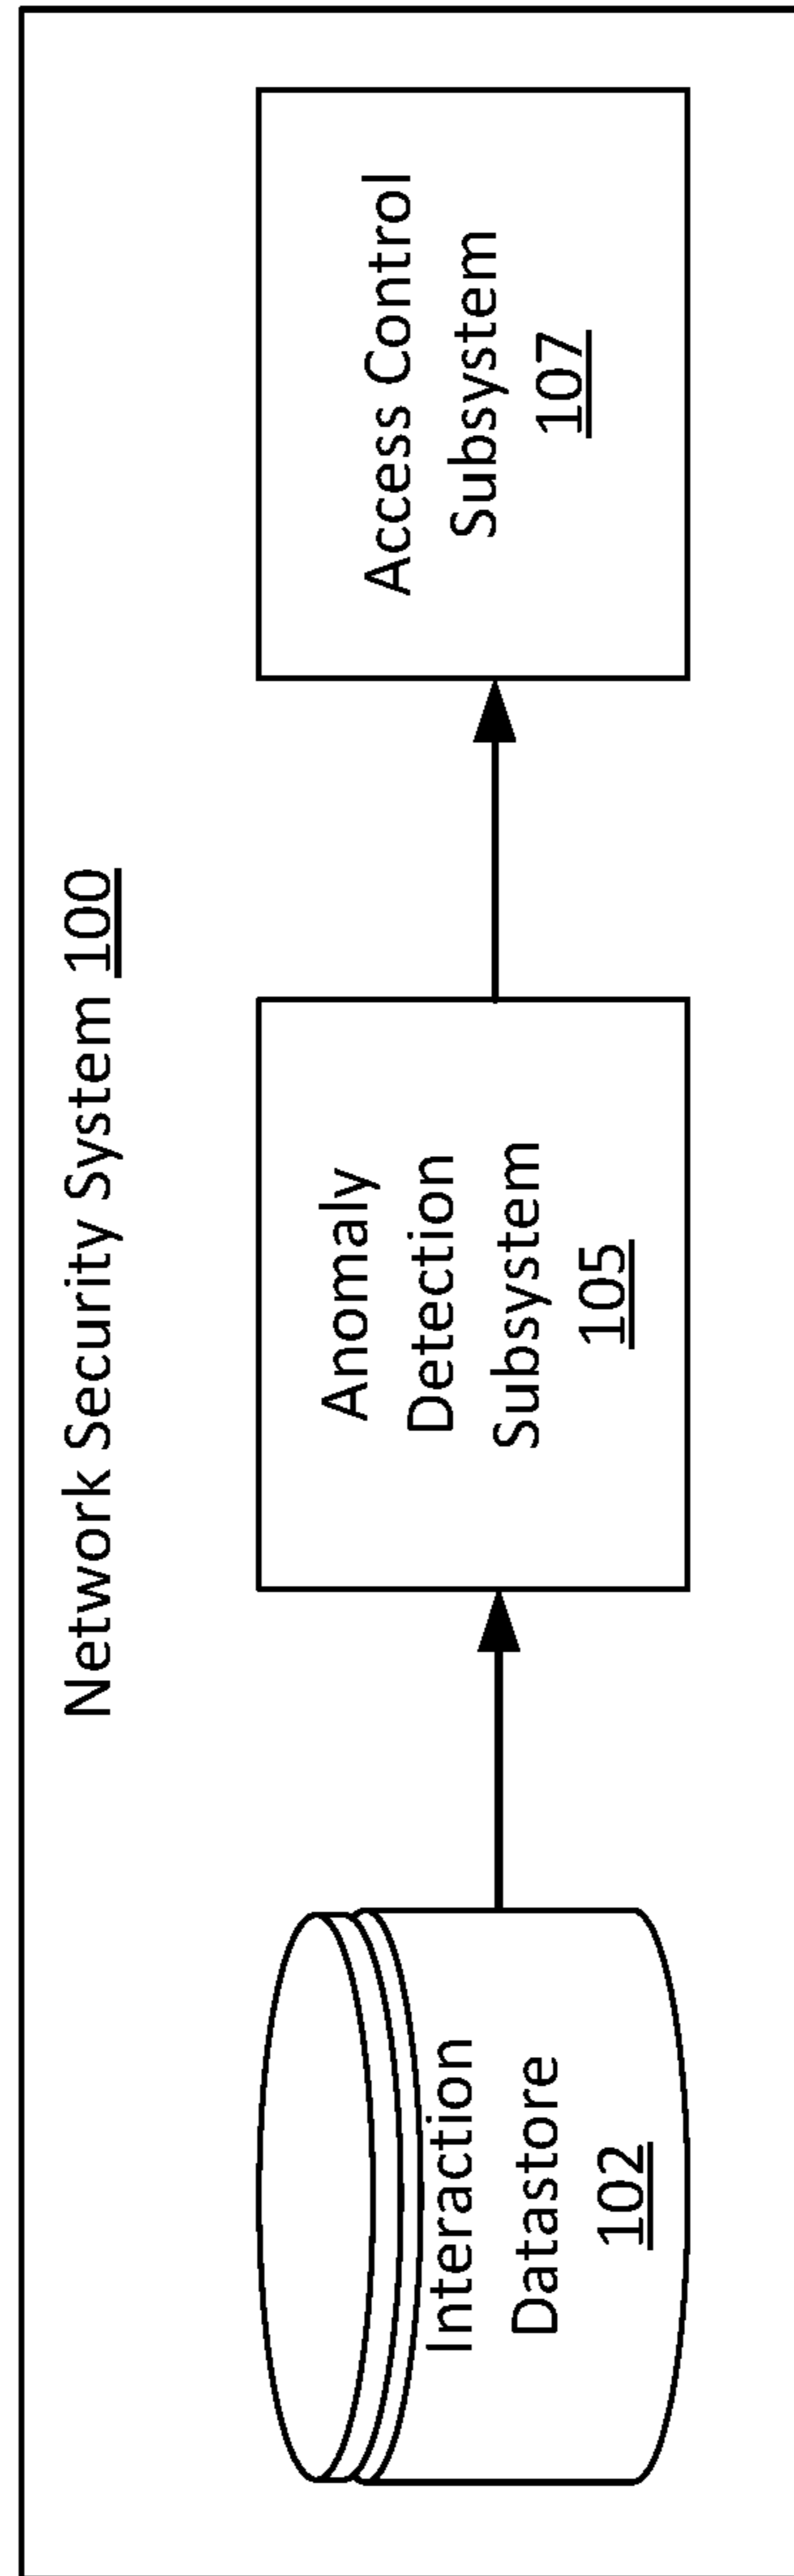 Network Security System 100
Interaction
Datastore
102
Anomaly
Detection
Subsystem
105
Access Control
Subsystem
107